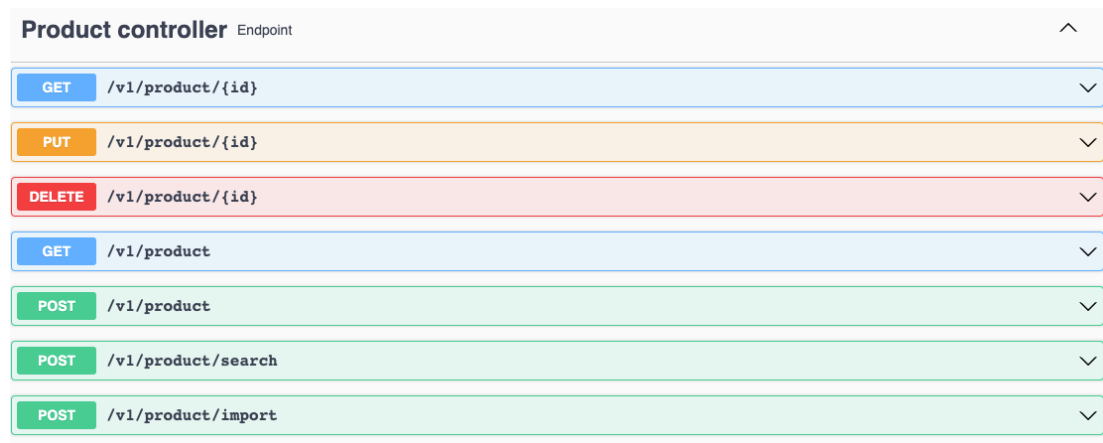 Product controller Endpoint
GET /v1/product/{id}
PUT /v1/product/{id}
DELETE /v1/product/{id}
GET /v1/product
POST /v1/product
POST /v1/product/search
POST /v1/product/import